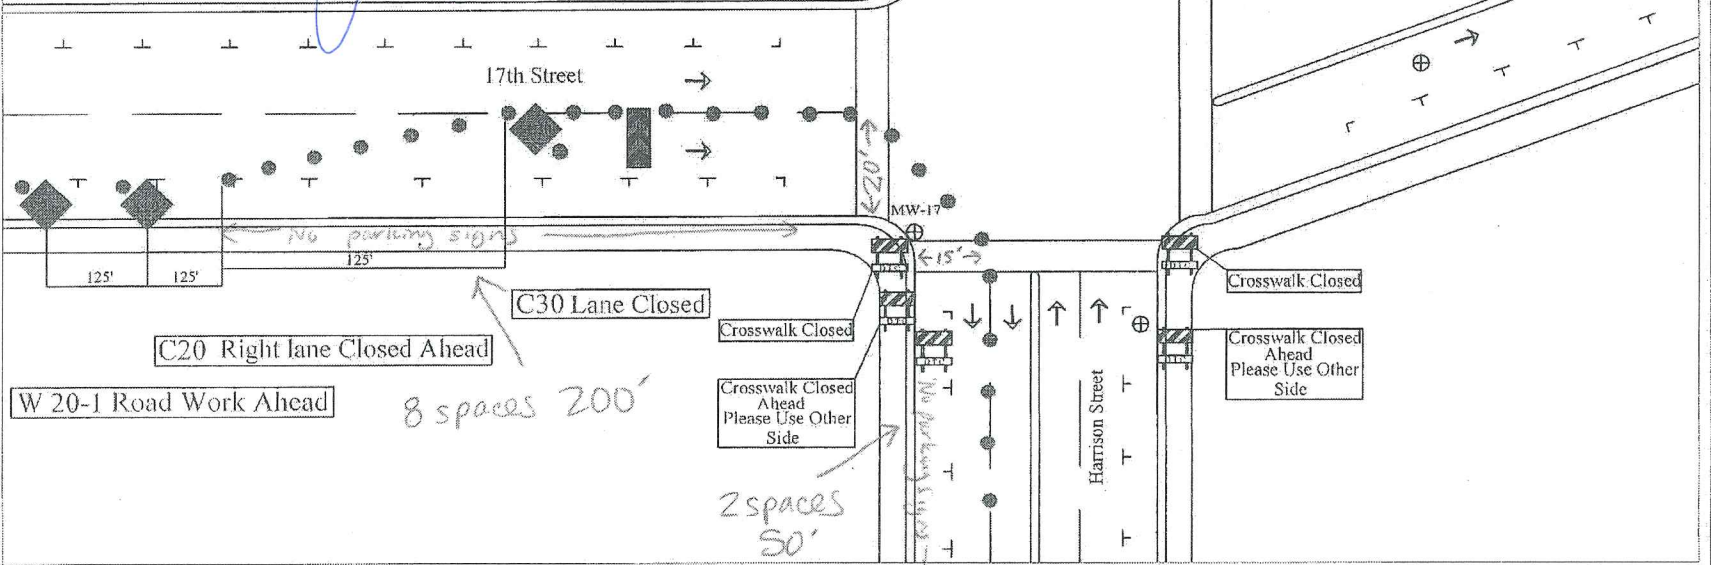 17th Street
20'
MW-17
No parking signs
15'
125'
125'
125'
C30 Lane Closed
Crosswalk Closed
Crosswalk Closed
C20 Right lane Closed Ahead
Crosswalk Closed
Ahead
Please Use Other
Side
Crosswalk Closed
Ahead
Please Use Other
Side
W 20-1 Road Work Ahead
8 spaces 200'
No parking signs
Harrison Street
2 spaces
50'